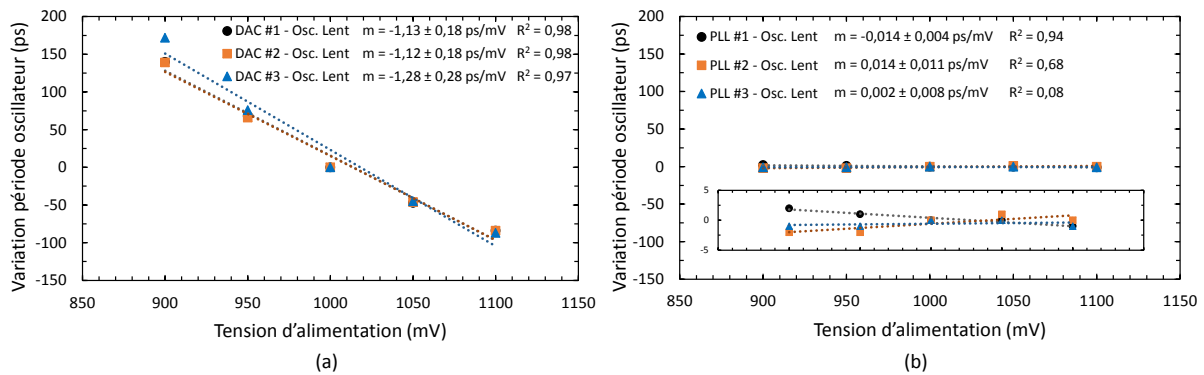 200
150
100
50
0
-50
-100
150
850
900
950
1000
1050
1100
1150
Variation période oscillateur (ps)
Tension d'alimentation (mV)
DAC #1 - Osc. Lent m = -1,13 ± 0,18 ps/mV R² = 0,98
DAC #2 - Osc. Lent m = -1,12 ± 0,18 ps/mV R² = 0,98
DAC #3 - Osc. Lent m = -1,28 ± 0,28 ps/mV R² = 0,97
(a)
200
150
100
50
0
-50
-100
150
850
900
950
1000
1050
1100
1150
Variation période oscillateur (ps)
Tension d'alimentation (mV)
PLL #1 - Osc. Lent m = -0,014 ± 0,004 ps/mV R² = 0,94
PLL #2 - Osc. Lent m = 0,014 ± 0,011 ps/mV R² = 0,68
PLL #3 - Osc. Lent m = 0,002 ± 0,008 ps/mV R² = 0,08
5
0
-5
(b)